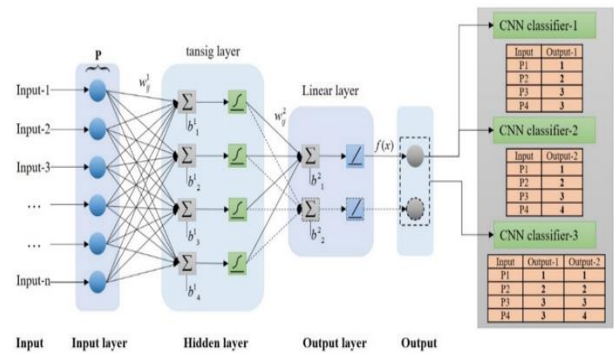 P
Input-1
Input-2
Input-3
...
...
Input-n
tansig layer
w¹ᵢⱼ
∑ b¹₁
∑ b¹₂
∑ b¹₃
∑ b¹₄
Linear layer
w²ᵢⱼ
∑ b²₁
∑ b²₂
f(x)
CNN classifier-1
Input Output-1
P1 1
P2 2
P3 3
P4 3
CNN classifier-2
Input Output-2
P1 1
P2 2
P3 3
P4 4
CNN classifier-3
Input Output-1 Output-2
P1 1 1
P2 2 2
P3 3 3
P4 3 4
Input Input layer Hidden layer Output layer Output